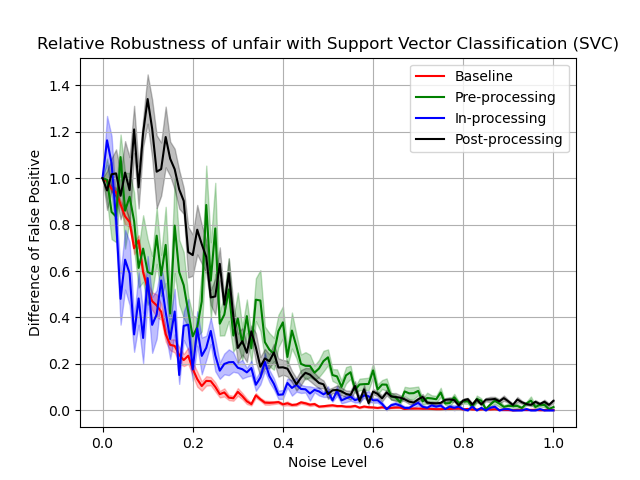 Relative Robustness of unfair with Support Vector Classification (SVC)
Baseline
Pre-processing
In-processing
Post-processing
Difference of False Positive
1.4
1.2
1.0
0.8
0.6
0.4
0.2
0.0
0.0 0.2 0.4 0.6 0.8 1.0
Noise Level